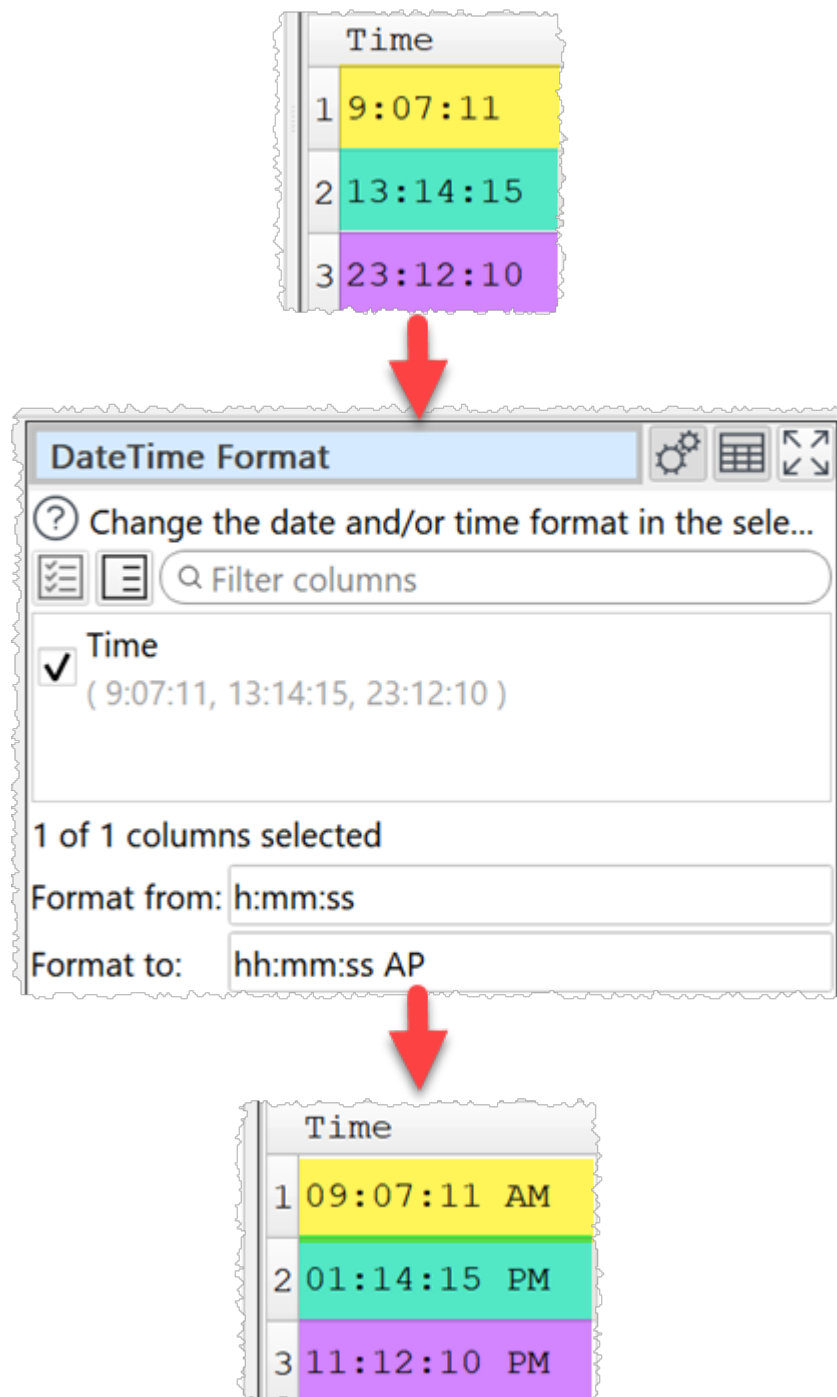 Time
1 9:07:11
2 13:14:15
3 23:12:10
DateTime Format
? Change the date and/or time format in the sele...
Filter columns
Time
( 9:07:11, 13:14:15, 23:12:10 )
1 of 1 columns selected
Format from: h:mm:ss
Format to: hh:mm:ss AP
Time
1 09:07:11 AM
2 01:14:15 PM
3 11:12:10 PM